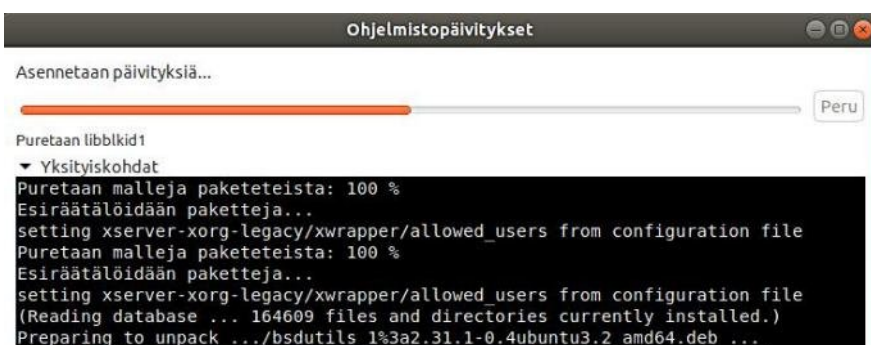 Ohjelmistopäivitykset
Asennetaan päivityksiä...
Peru
Puretaan libblkid1
Yksityiskohdat
Puretaan malleja paketeteista: 100 %
Esiräätälöidään paketteja...
setting xserver-xorg-legacy/xwrapper/allowed_users from configuration file
Puretaan malleja paketeteista: 100 %
Esiräätälöidään paketteja...
setting xserver-xorg-legacy/xwrapper/allowed_users from configuration file
(Reading database ... 164609 files and directories currently installed.)
Preparing to unpack .../bsdutils_1%3a2.31.1-0.4ubuntu3.2_amd64.deb ...